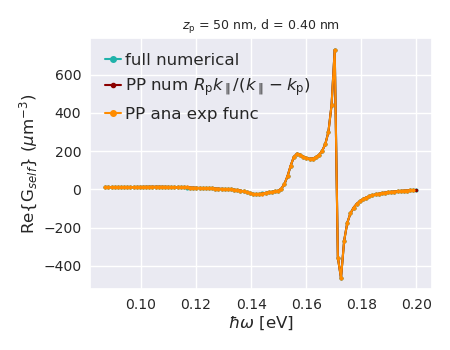 z_p = 50 nm, d = 0.40 nm
full numerical
PP num R_p k_∥/(k_∥ − k_p)
PP ana exp func
Re{G_self} (μm⁻³)
600
400
200
0
−200
−400
0.10 0.12 0.14 0.16 0.18 0.20
ħω [eV]